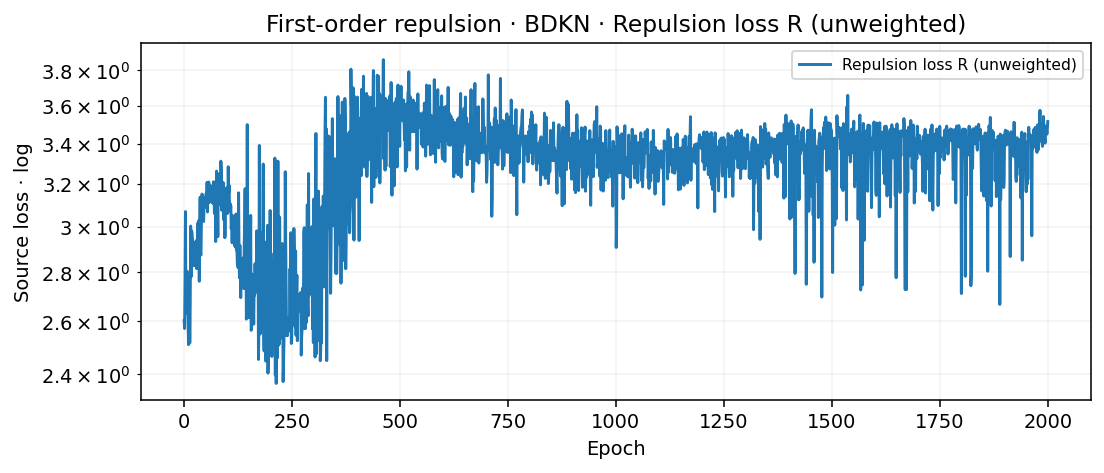 First-order repulsion · BDKN · Repulsion loss R (unweighted)
Repulsion loss R (unweighted)
Source loss · log
3.8 × 10⁰
3.6 × 10⁰
3.4 × 10⁰
3.2 × 10⁰
3 × 10⁰
2.8 × 10⁰
2.6 × 10⁰
2.4 × 10⁰
0 250 500 750 1000 1250 1500 1750 2000
Epoch